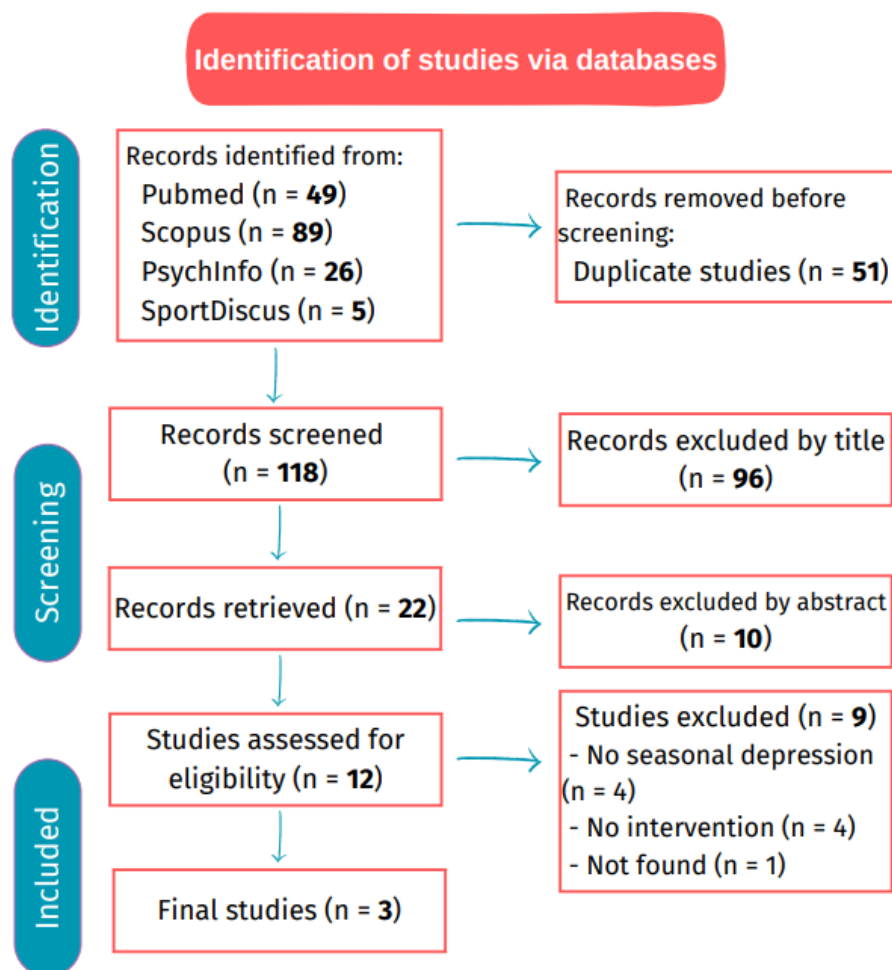 Identification of studies via databases
Identification
Records identified from:
Pubmed (n = 49)
Scopus (n = 89)
PsychInfo (n = 26)
SportDiscus (n = 5)
Records removed before
screening:
Duplicate studies (n = 51)
Screening
Records screened
(n = 118)
Records excluded by title
(n = 96)
Records retrieved (n = 22)
Records excluded by abstract
(n = 10)
Included
Studies assessed for
eligibility (n = 12)
Studies excluded (n = 9)
- No seasonal depression
(n = 4)
- No intervention (n = 4)
- Not found (n = 1)
Final studies (n = 3)